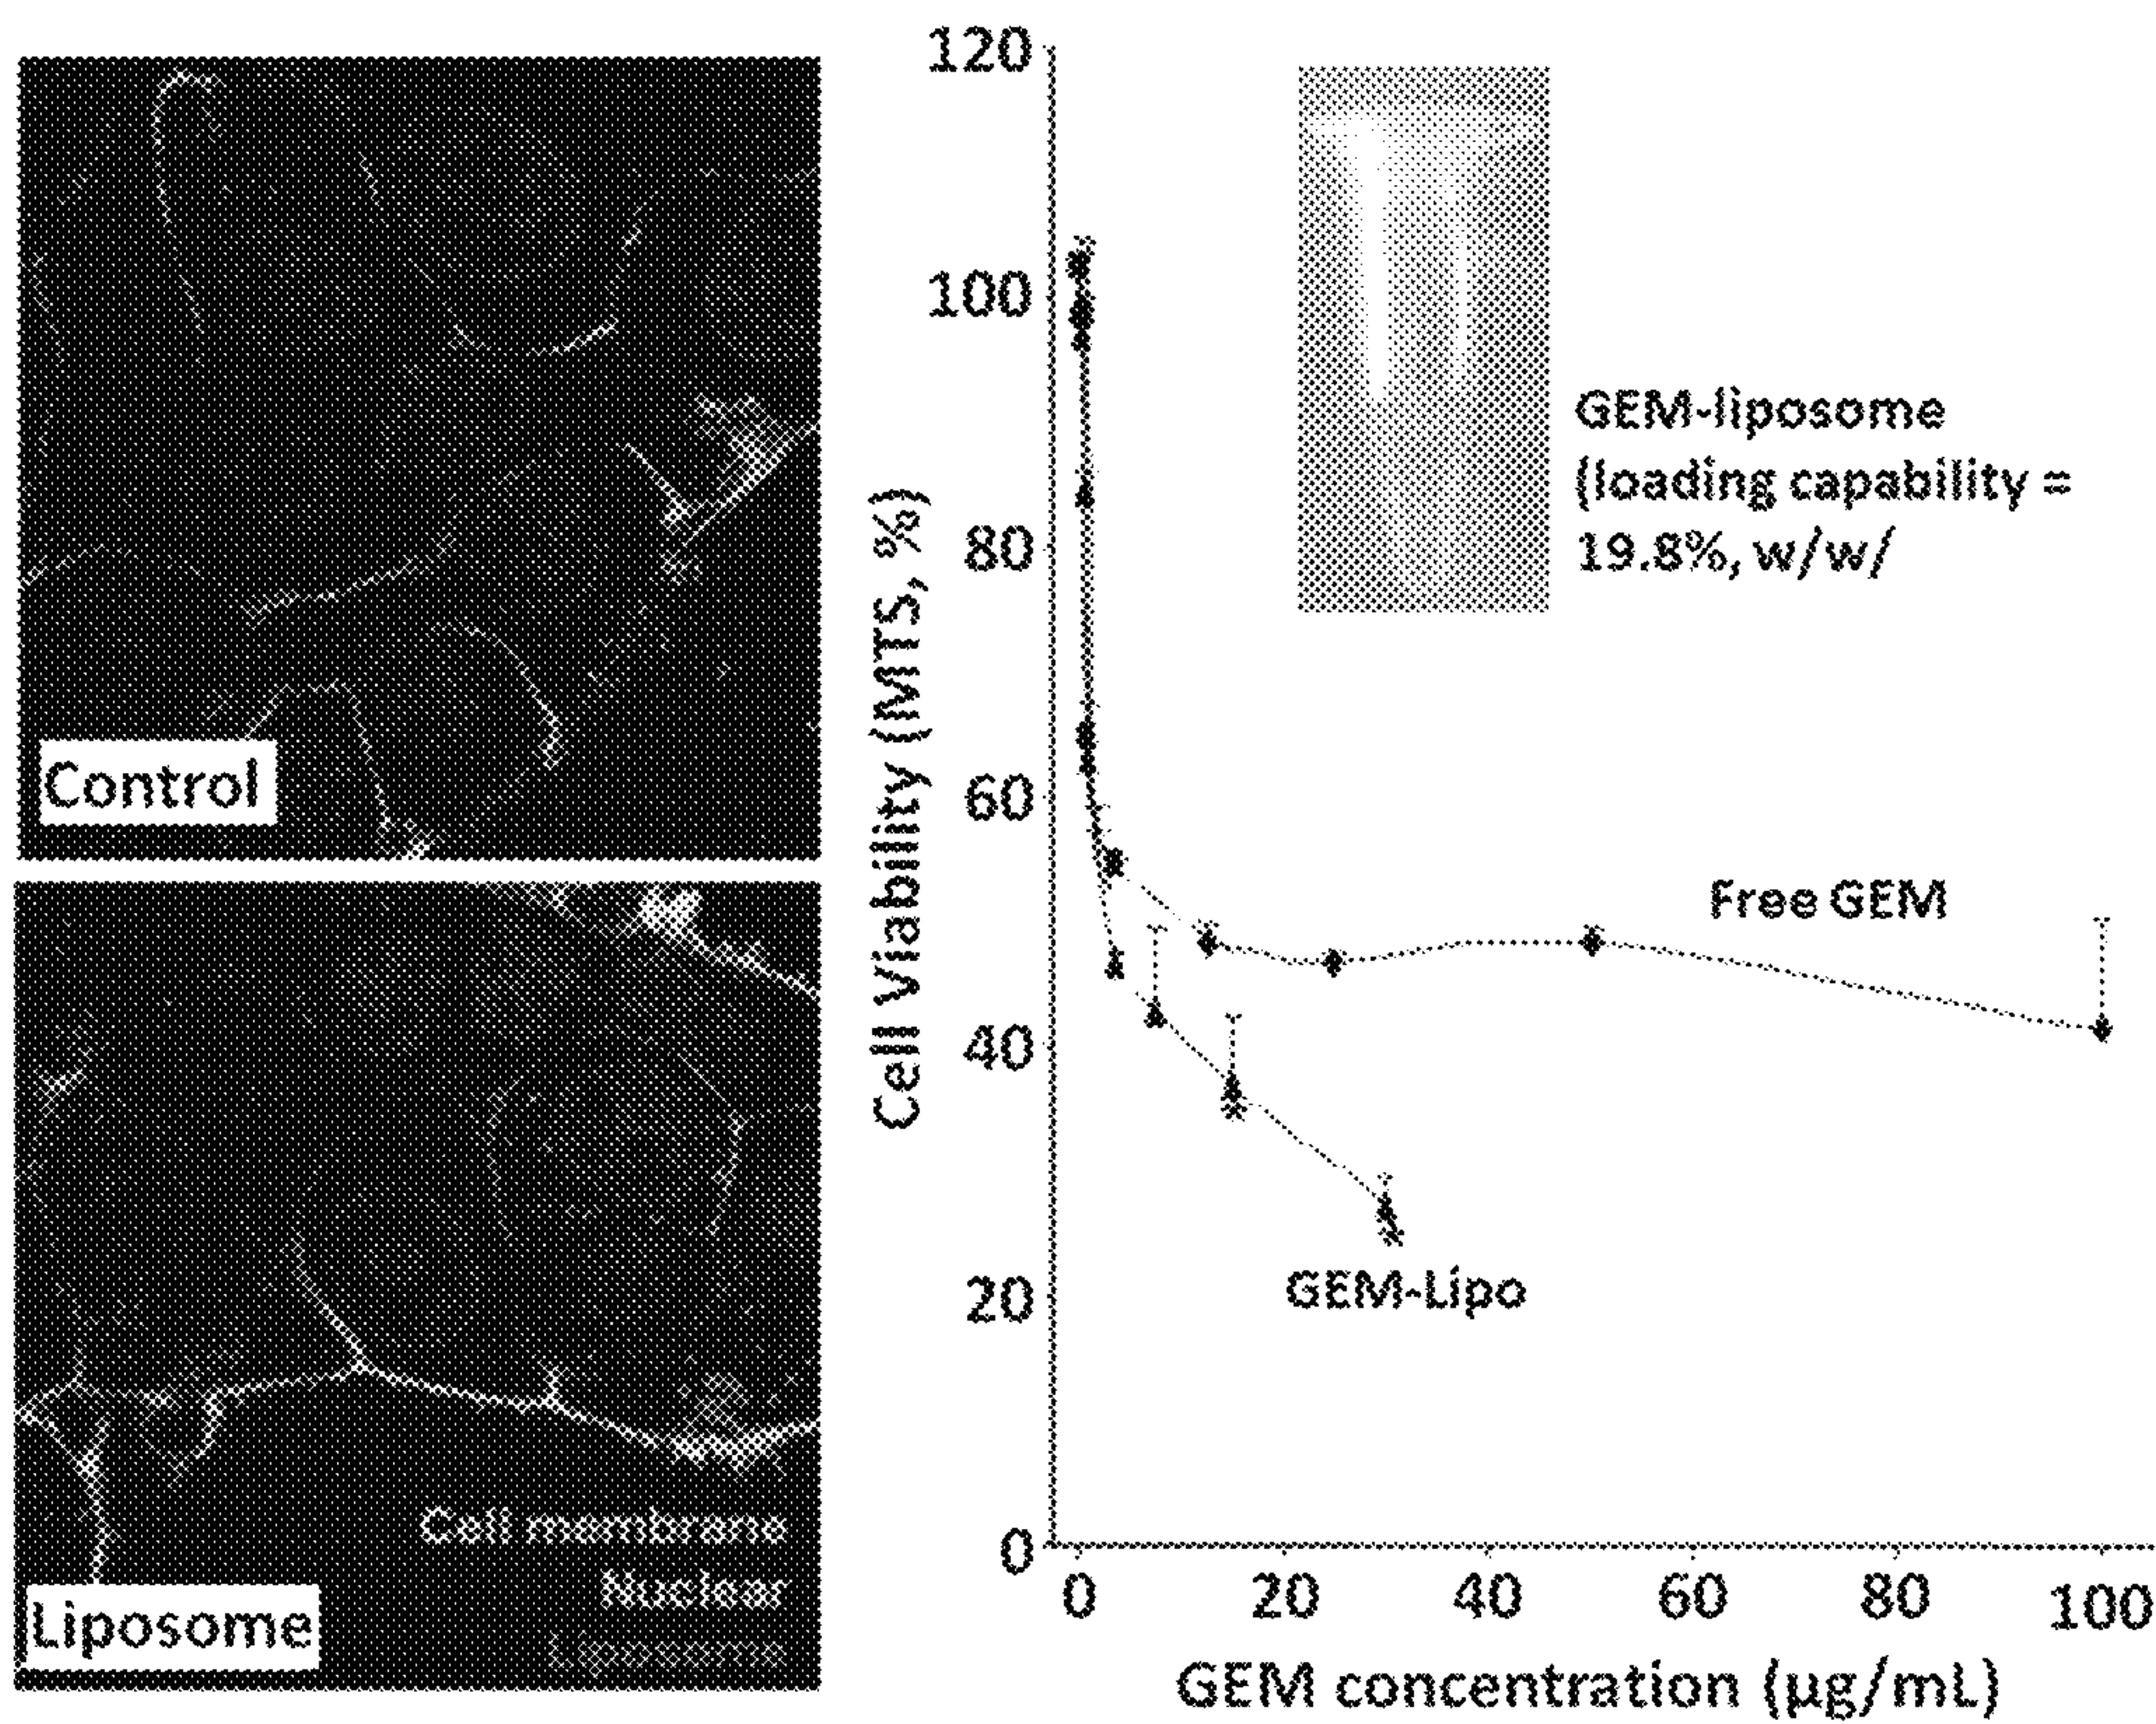 Control
Cell membrane
Nuclear
Liposome
Liposome
120
100
80
60
40
20
0
Cell Viability (MTS, %)
GEM-liposome
(loading capability =
19.8%, w/w/
Free GEM
GEM-Lipo
0 20 40 60 80 100
GEM concentration (µg/mL)